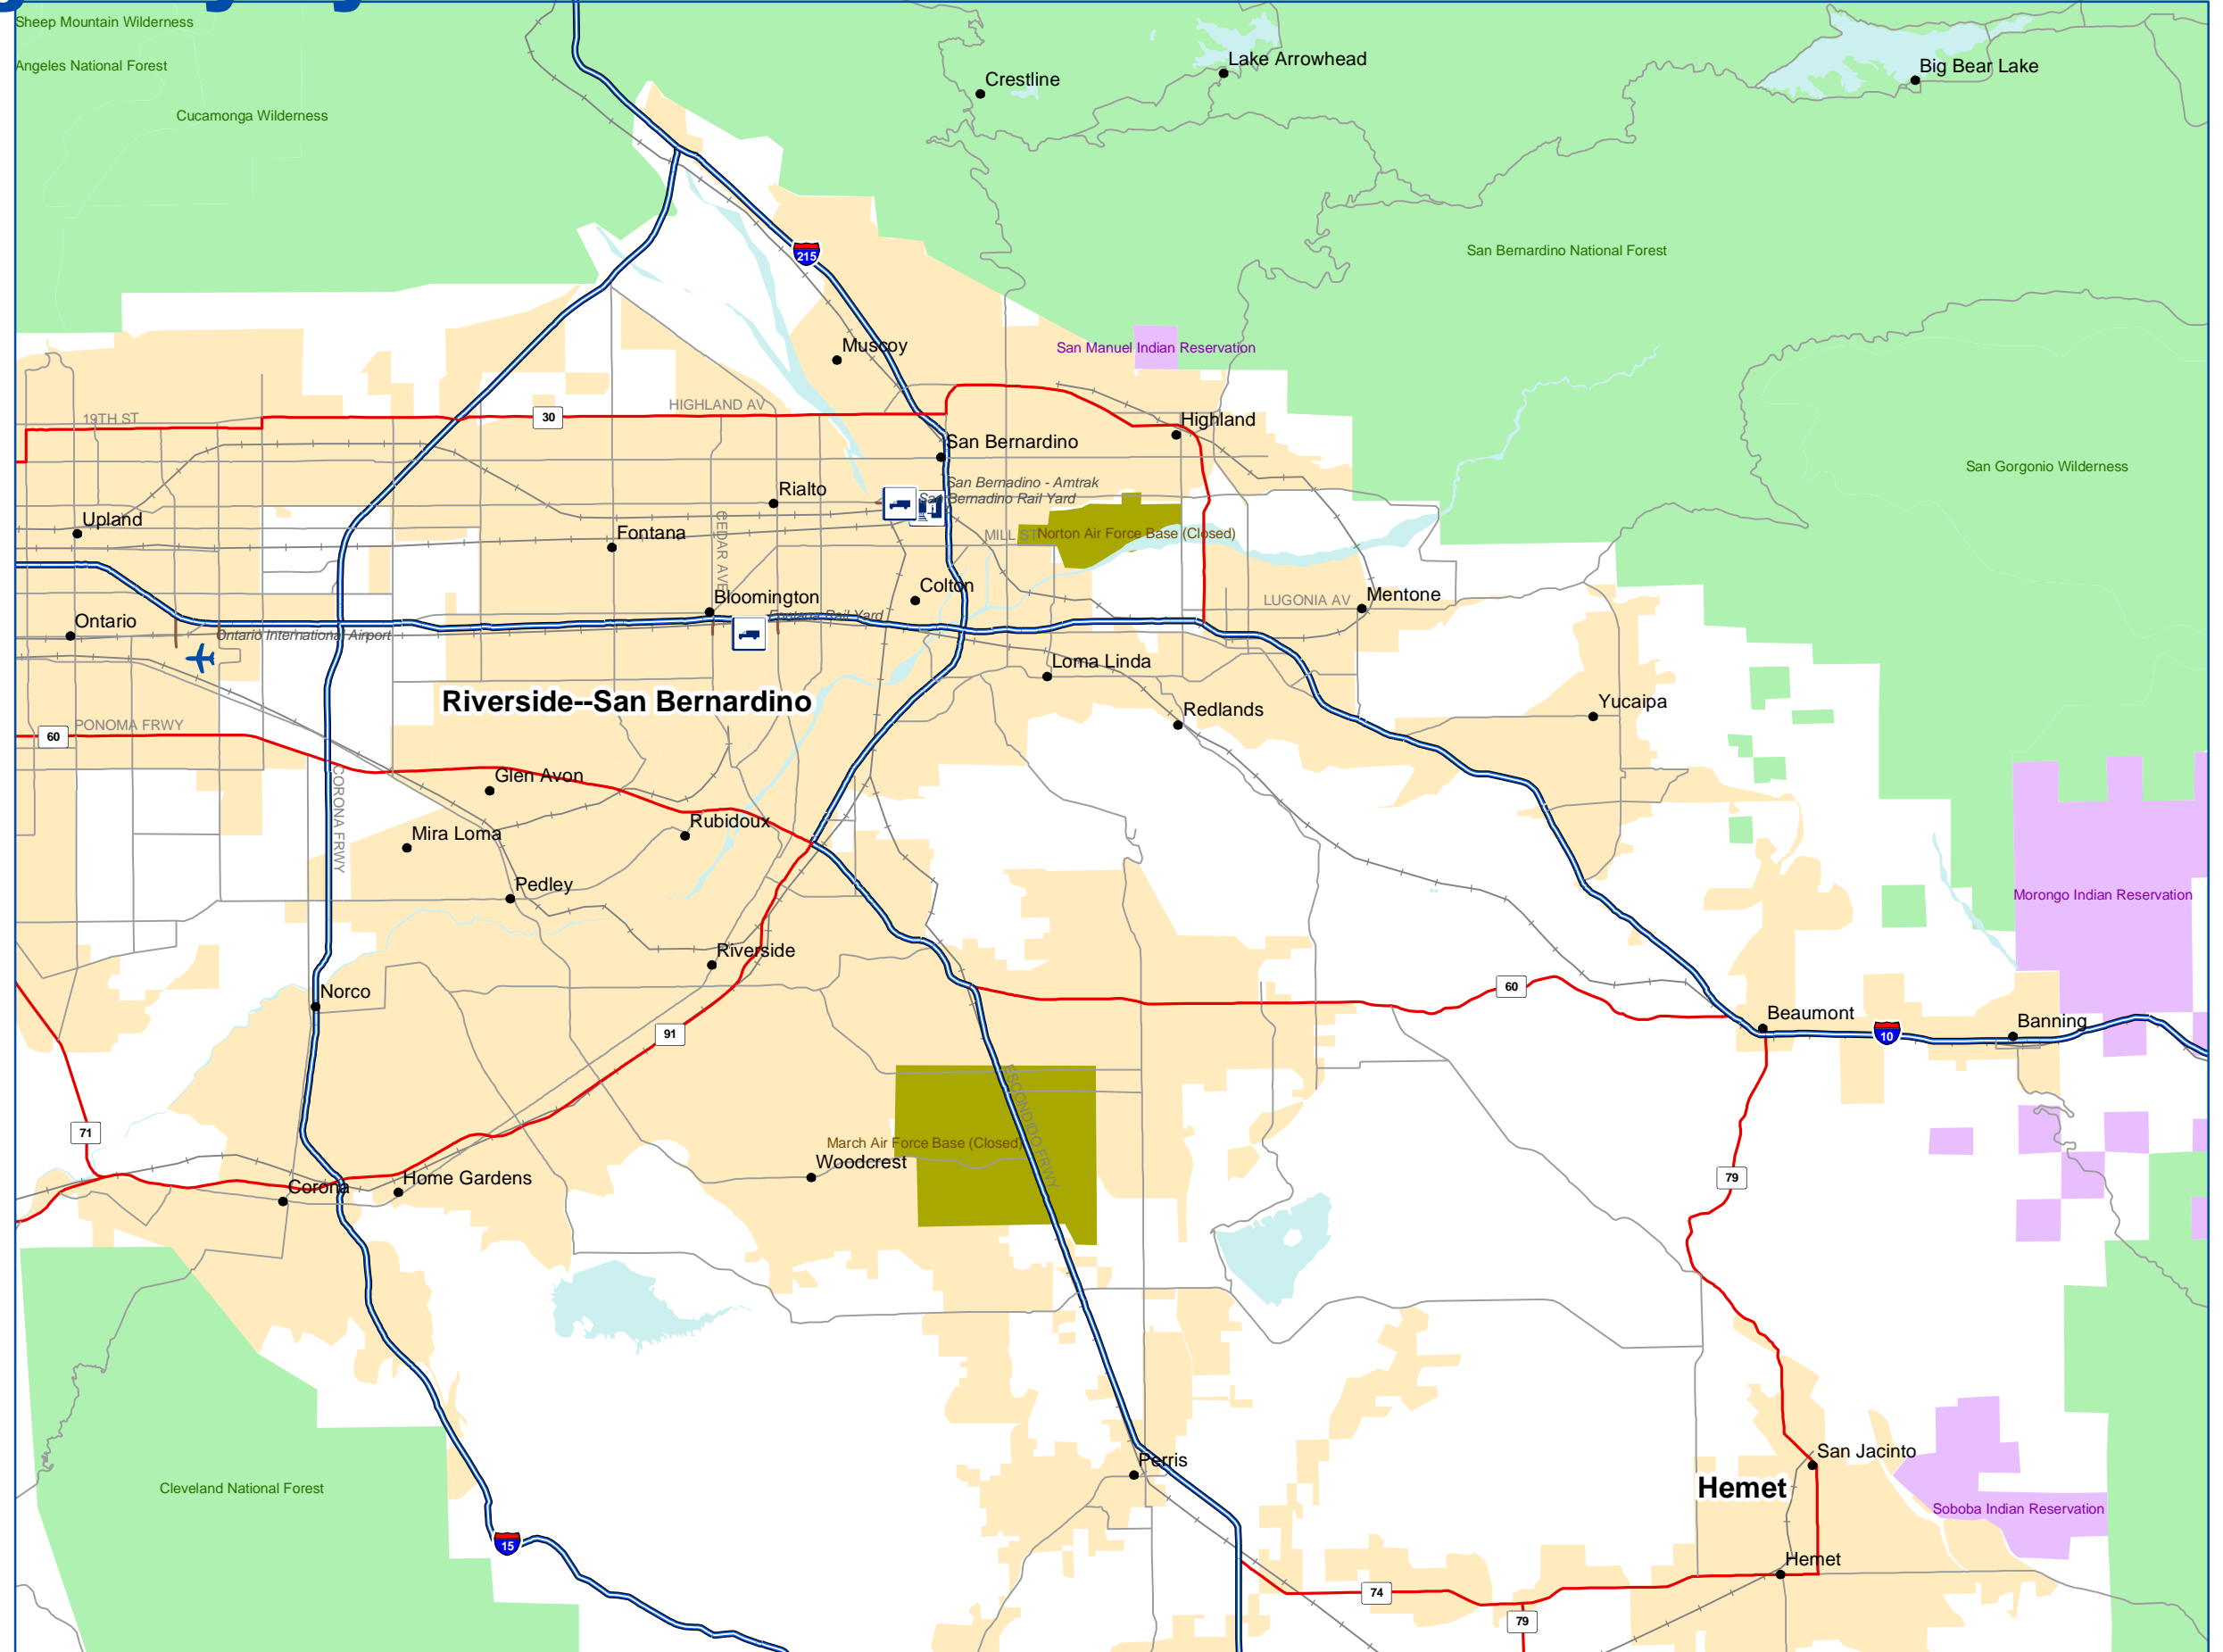 Sheep Mountain Wilderness
Lake Arrowhead
Angeles National Forest
Big Bear Lake
Crestline
Cucamonga Wilderness
215
San Bernardino National Forest
Muscoy
San Manuel Indian Reservation
HIGHLAND AV
19TH ST
30
Highland
San Bernardino
San Gorgonio Wilderness
San Bernadino - Amtrak
Rialto
San Bernadino Rail Yard
Upland
CEDAR AVE
Fontana
MILL ST
Norton Air Force Base (Closed)
Colton
Mentone
Bloomington
LUGONIA AV
Fontana Rail Yard
Ontario
Ontario International Airport
Loma Linda
Riverside--San Bernardino
Yucaipa
Redlands
PONOMA FRWY
60
CORONA FRWY
Glen Avon
Rubidoux
Mira Loma
Pedley
Morongo Indian Reservation
Riverside
60
Norco
Beaumont
Banning
91
10
ESCONDIDO FRWY
71
March Air Force Base (Closed)
Woodcrest
79
Home Gardens
Corona
San Jacinto
Perris
Hemet
Cleveland National Forest
Soboba Indian Reservation
15
Hemet
74
79